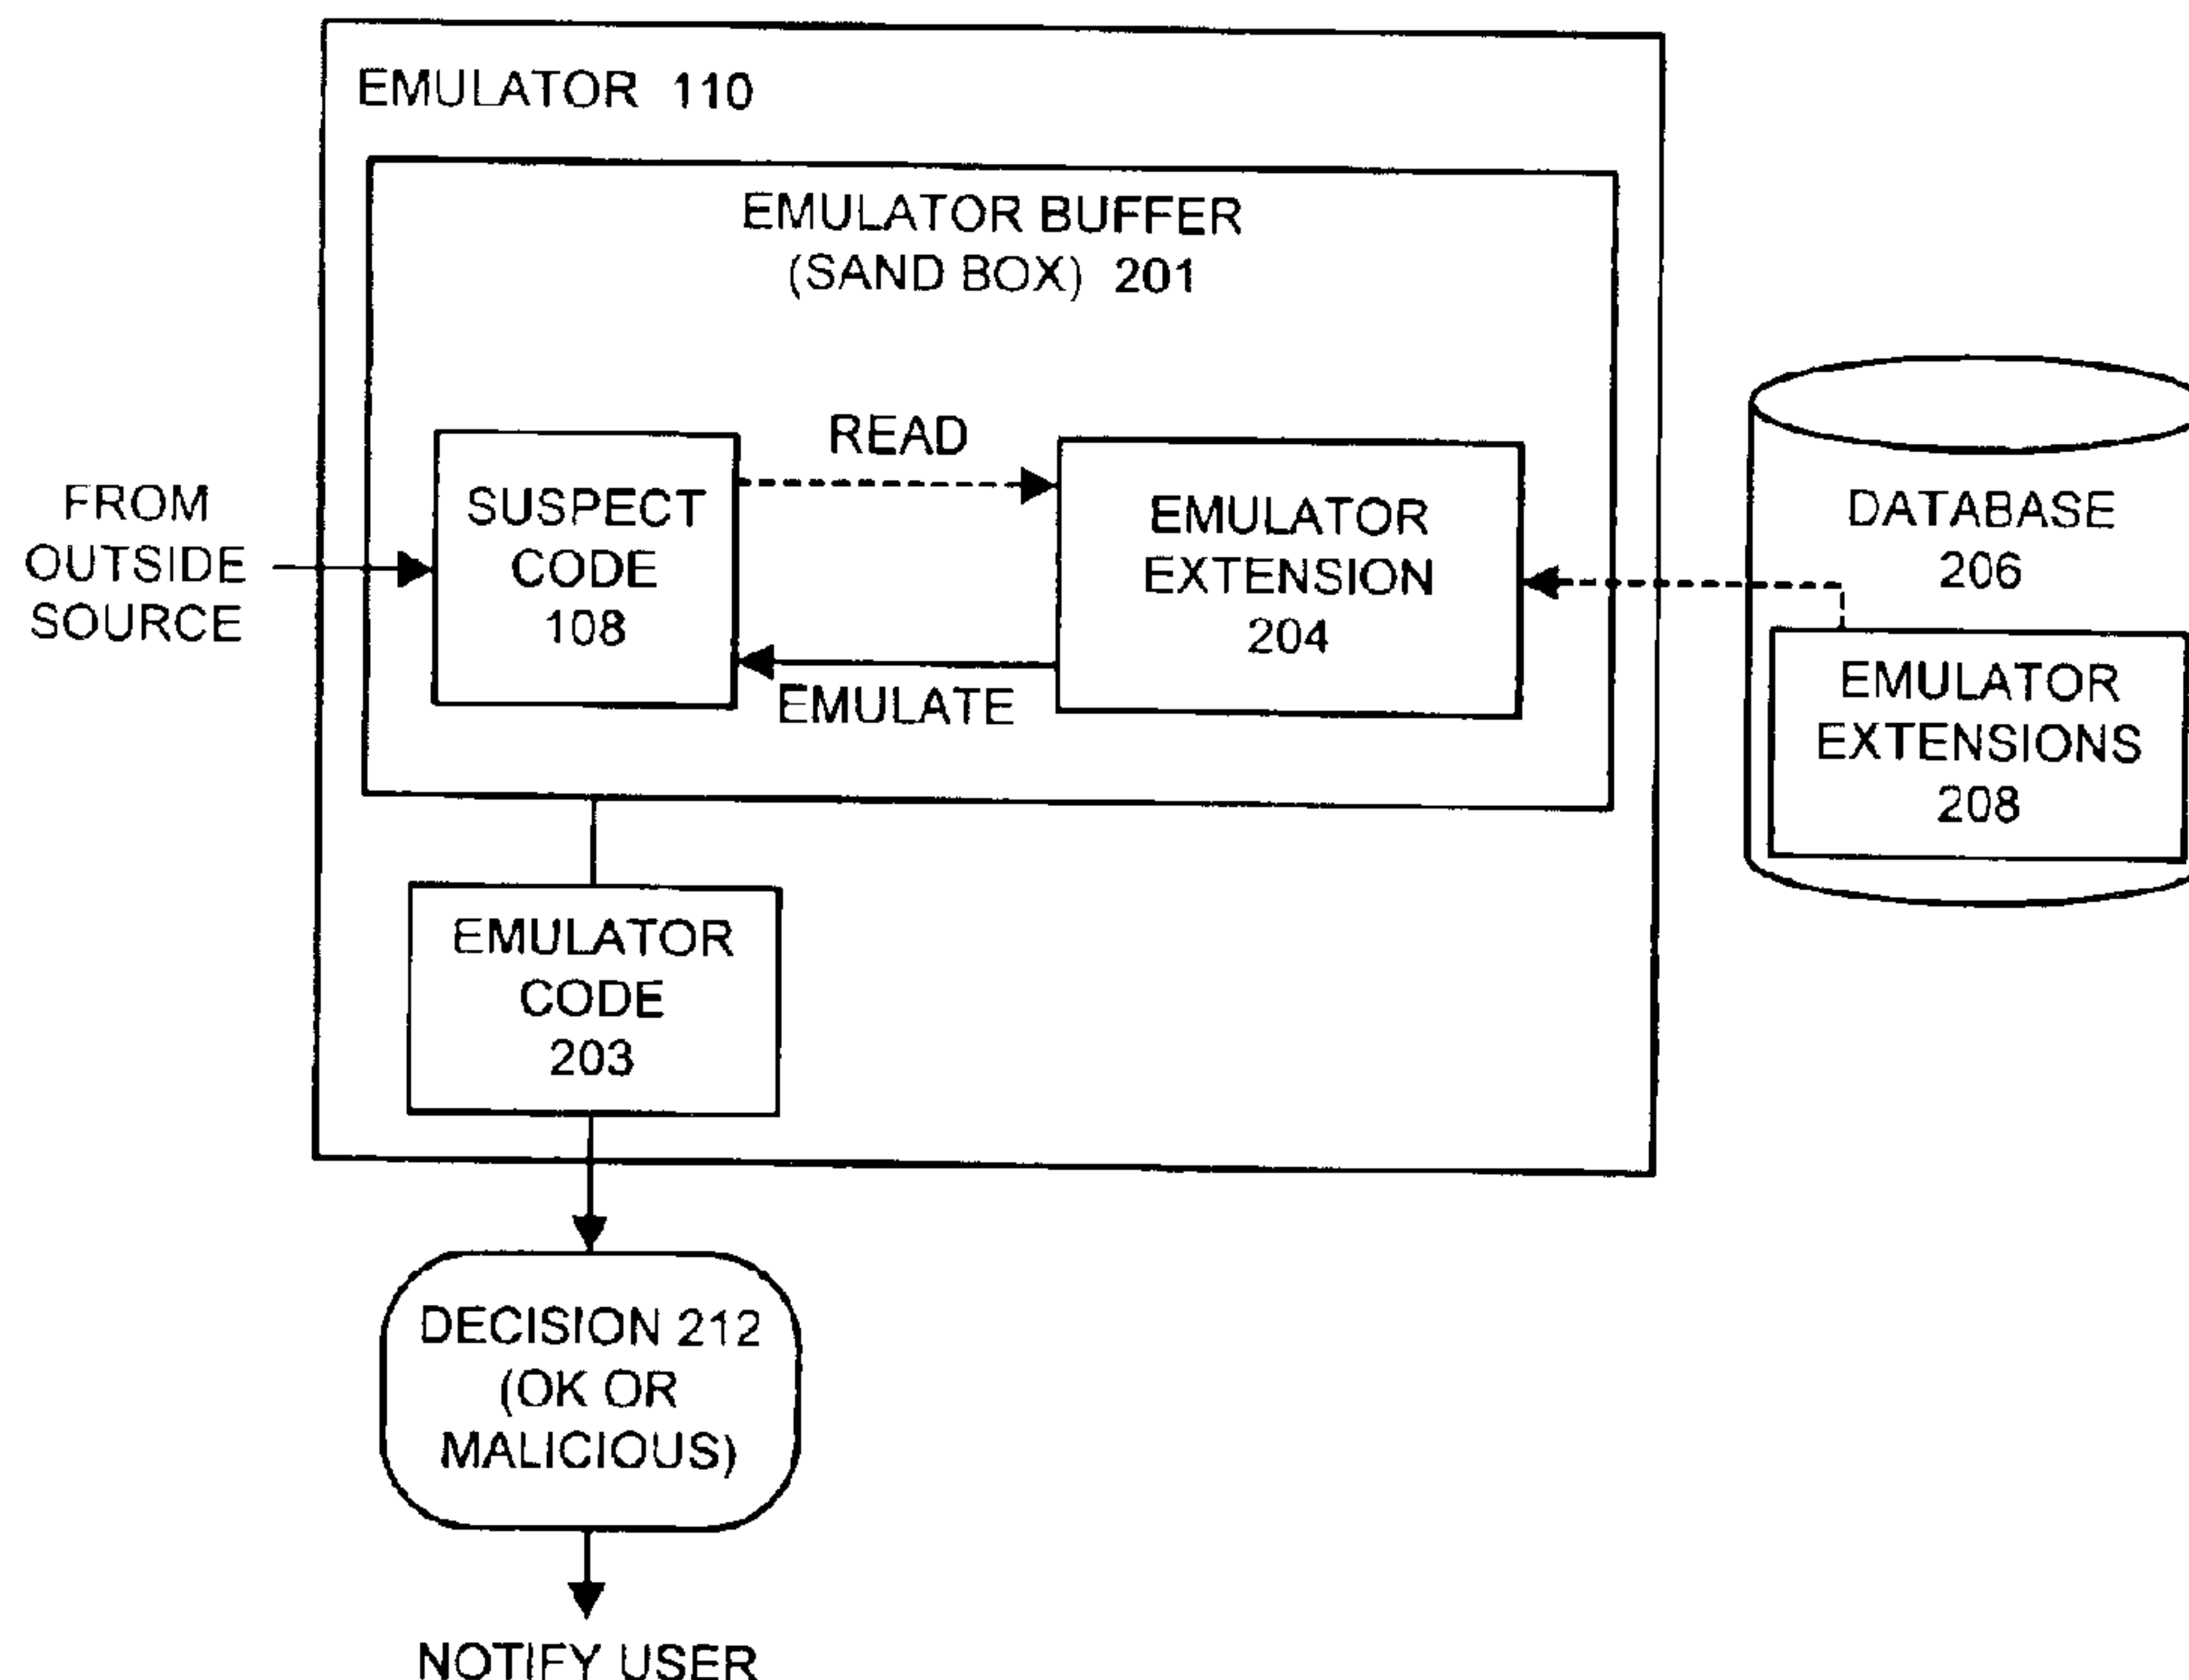 EMULATOR 110
EMULATOR BUFFER
(SAND BOX) 201
FROM
OUTSIDE
SOURCE
SUSPECT
CODE
108
READ
EMULATE
EMULATOR
EXTENSION
204
DATABASE
206
EMULATOR
EXTENSIONS
208
EMULATOR
CODE
203
DECISION 212
(OK OR
MALICIOUS)
NOTIFY USER